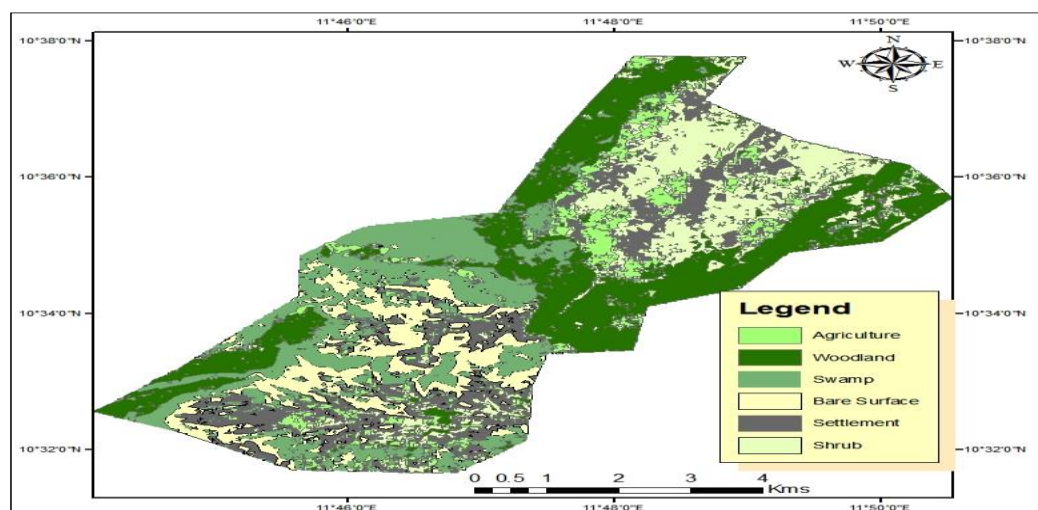 11°46'0"E 11°48'0"E 11°50'0"E
10°38'0"N 10°38'0"N
N
W E
S
10°36'0"N 10°36'0"N
10°34'0"N 10°34'0"N
Legend
Agriculture
Woodland
Swamp
Bare Surface
Settlement
Shrub
10°32'0"N 10°32'0"N
0 0.5 1 2 3 4
Kms
11°46'0"E 11°48'0"E 11°50'0"E